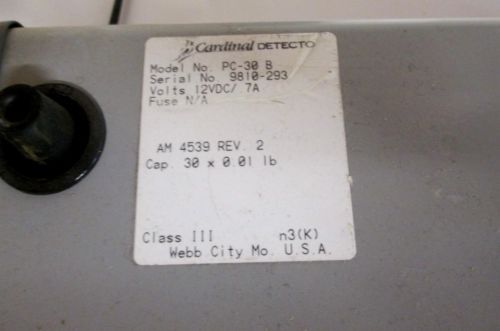 Cardinal DETECTO
Model No. PC-30 B
Serial No. 9810-293
Volts 12VDC/.7A
Fuse N/A
AM 4539 REV. 2
Cap. 30 x 0.01 lb
Class III n3(K)
Webb City Mo. U.S.A.